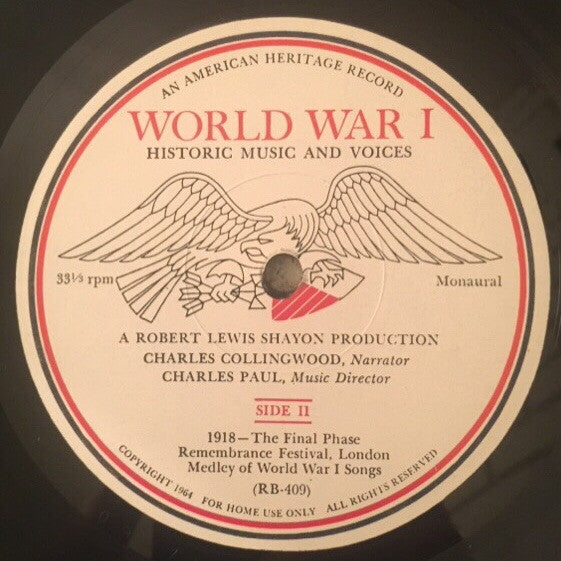 AN AMERICAN HERITAGE RECORD
WORLD WAR I
HISTORIC MUSIC AND VOICES
33⅓ rpm
Monaural
A ROBERT LEWIS SHAYON PRODUCTION
CHARLES COLLINGWOOD, Narrator
CHARLES PAUL, Music Director
SIDE II
1918—The Final Phase
Remembrance Festival, London
Medley of World War I Songs
(RB-409)
COPYRIGHT 1964 FOR HOME USE ONLY ALL RIGHTS RESERVED